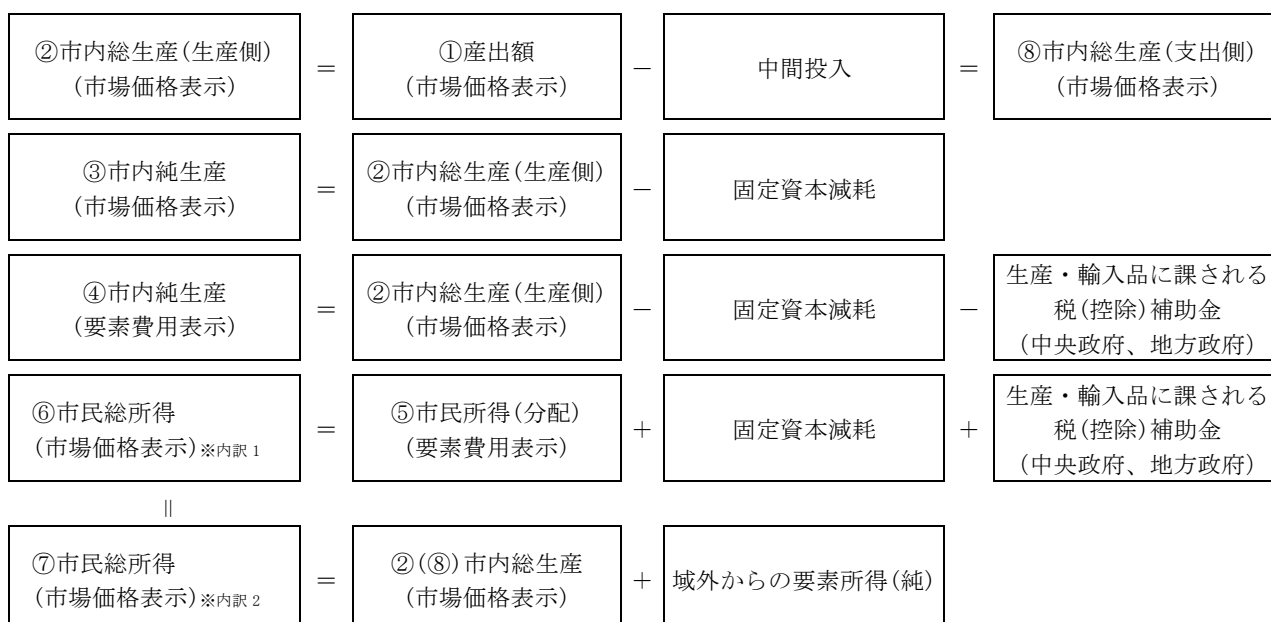 ②市内総生産(生産側)
(市場価格表示)
＝
①産出額
(市場価格表示)
－
中間投入
＝
⑧市内総生産(支出側)
(市場価格表示)
③市内純生産
(市場価格表示)
＝
②市内総生産(生産側)
(市場価格表示)
－
固定資本減耗
④市内純生産
(要素費用表示)
＝
②市内総生産(生産側)
(市場価格表示)
－
固定資本減耗
－
生産・輸入品に課される
税(控除)補助金
(中央政府、地方政府)
⑥市民総所得
(市場価格表示)※内訳 1
＝
⑤市民所得(分配)
(要素費用表示)
＋
固定資本減耗
＋
生産・輸入品に課される
税(控除)補助金
(中央政府、地方政府)
||
⑦市民総所得
(市場価格表示)※内訳 2
＝
②(⑧)市内総生産
(市場価格表示)
＋
域外からの要素所得(純)